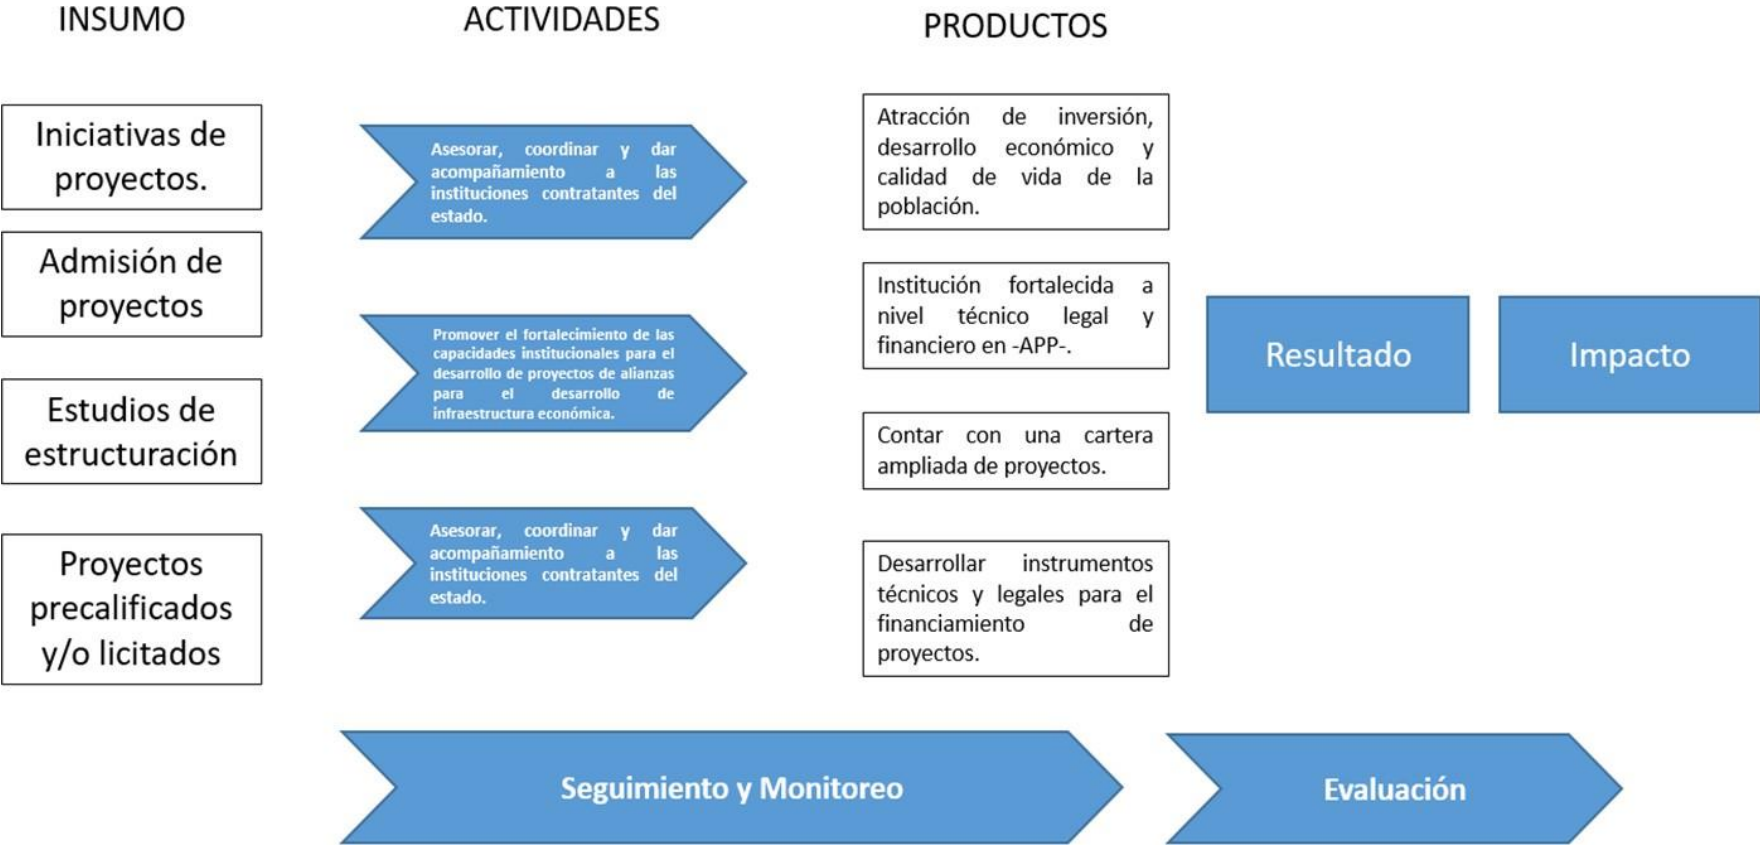 INSUMO
ACTIVIDADES
PRODUCTOS
Iniciativas de
proyectos.
Admisión de
proyectos
Estudios de
estructuración
Proyectos
precalificados
y/o licitados
Asesorar, coordinar y dar
acompañamiento a las
instituciones contratantes del
estado.
Promover el fortalecimiento de las
capacidades institucionales para el
desarrollo de proyectos de alianzas
para el desarrollo de
infraestructura económica.
Asesorar, coordinar y dar
acompañamiento a las
instituciones contratantes del
estado.
Atracción de inversión,
desarrollo económico y
calidad de vida de la
población.
Institución fortalecida a
nivel técnico legal y
financiero en -APP-.
Contar con una cartera
ampliada de proyectos.
Desarrollar instrumentos
técnicos y legales para el
financiamiento de
proyectos.
Resultado
Impacto
Seguimiento y Monitoreo
Evaluación